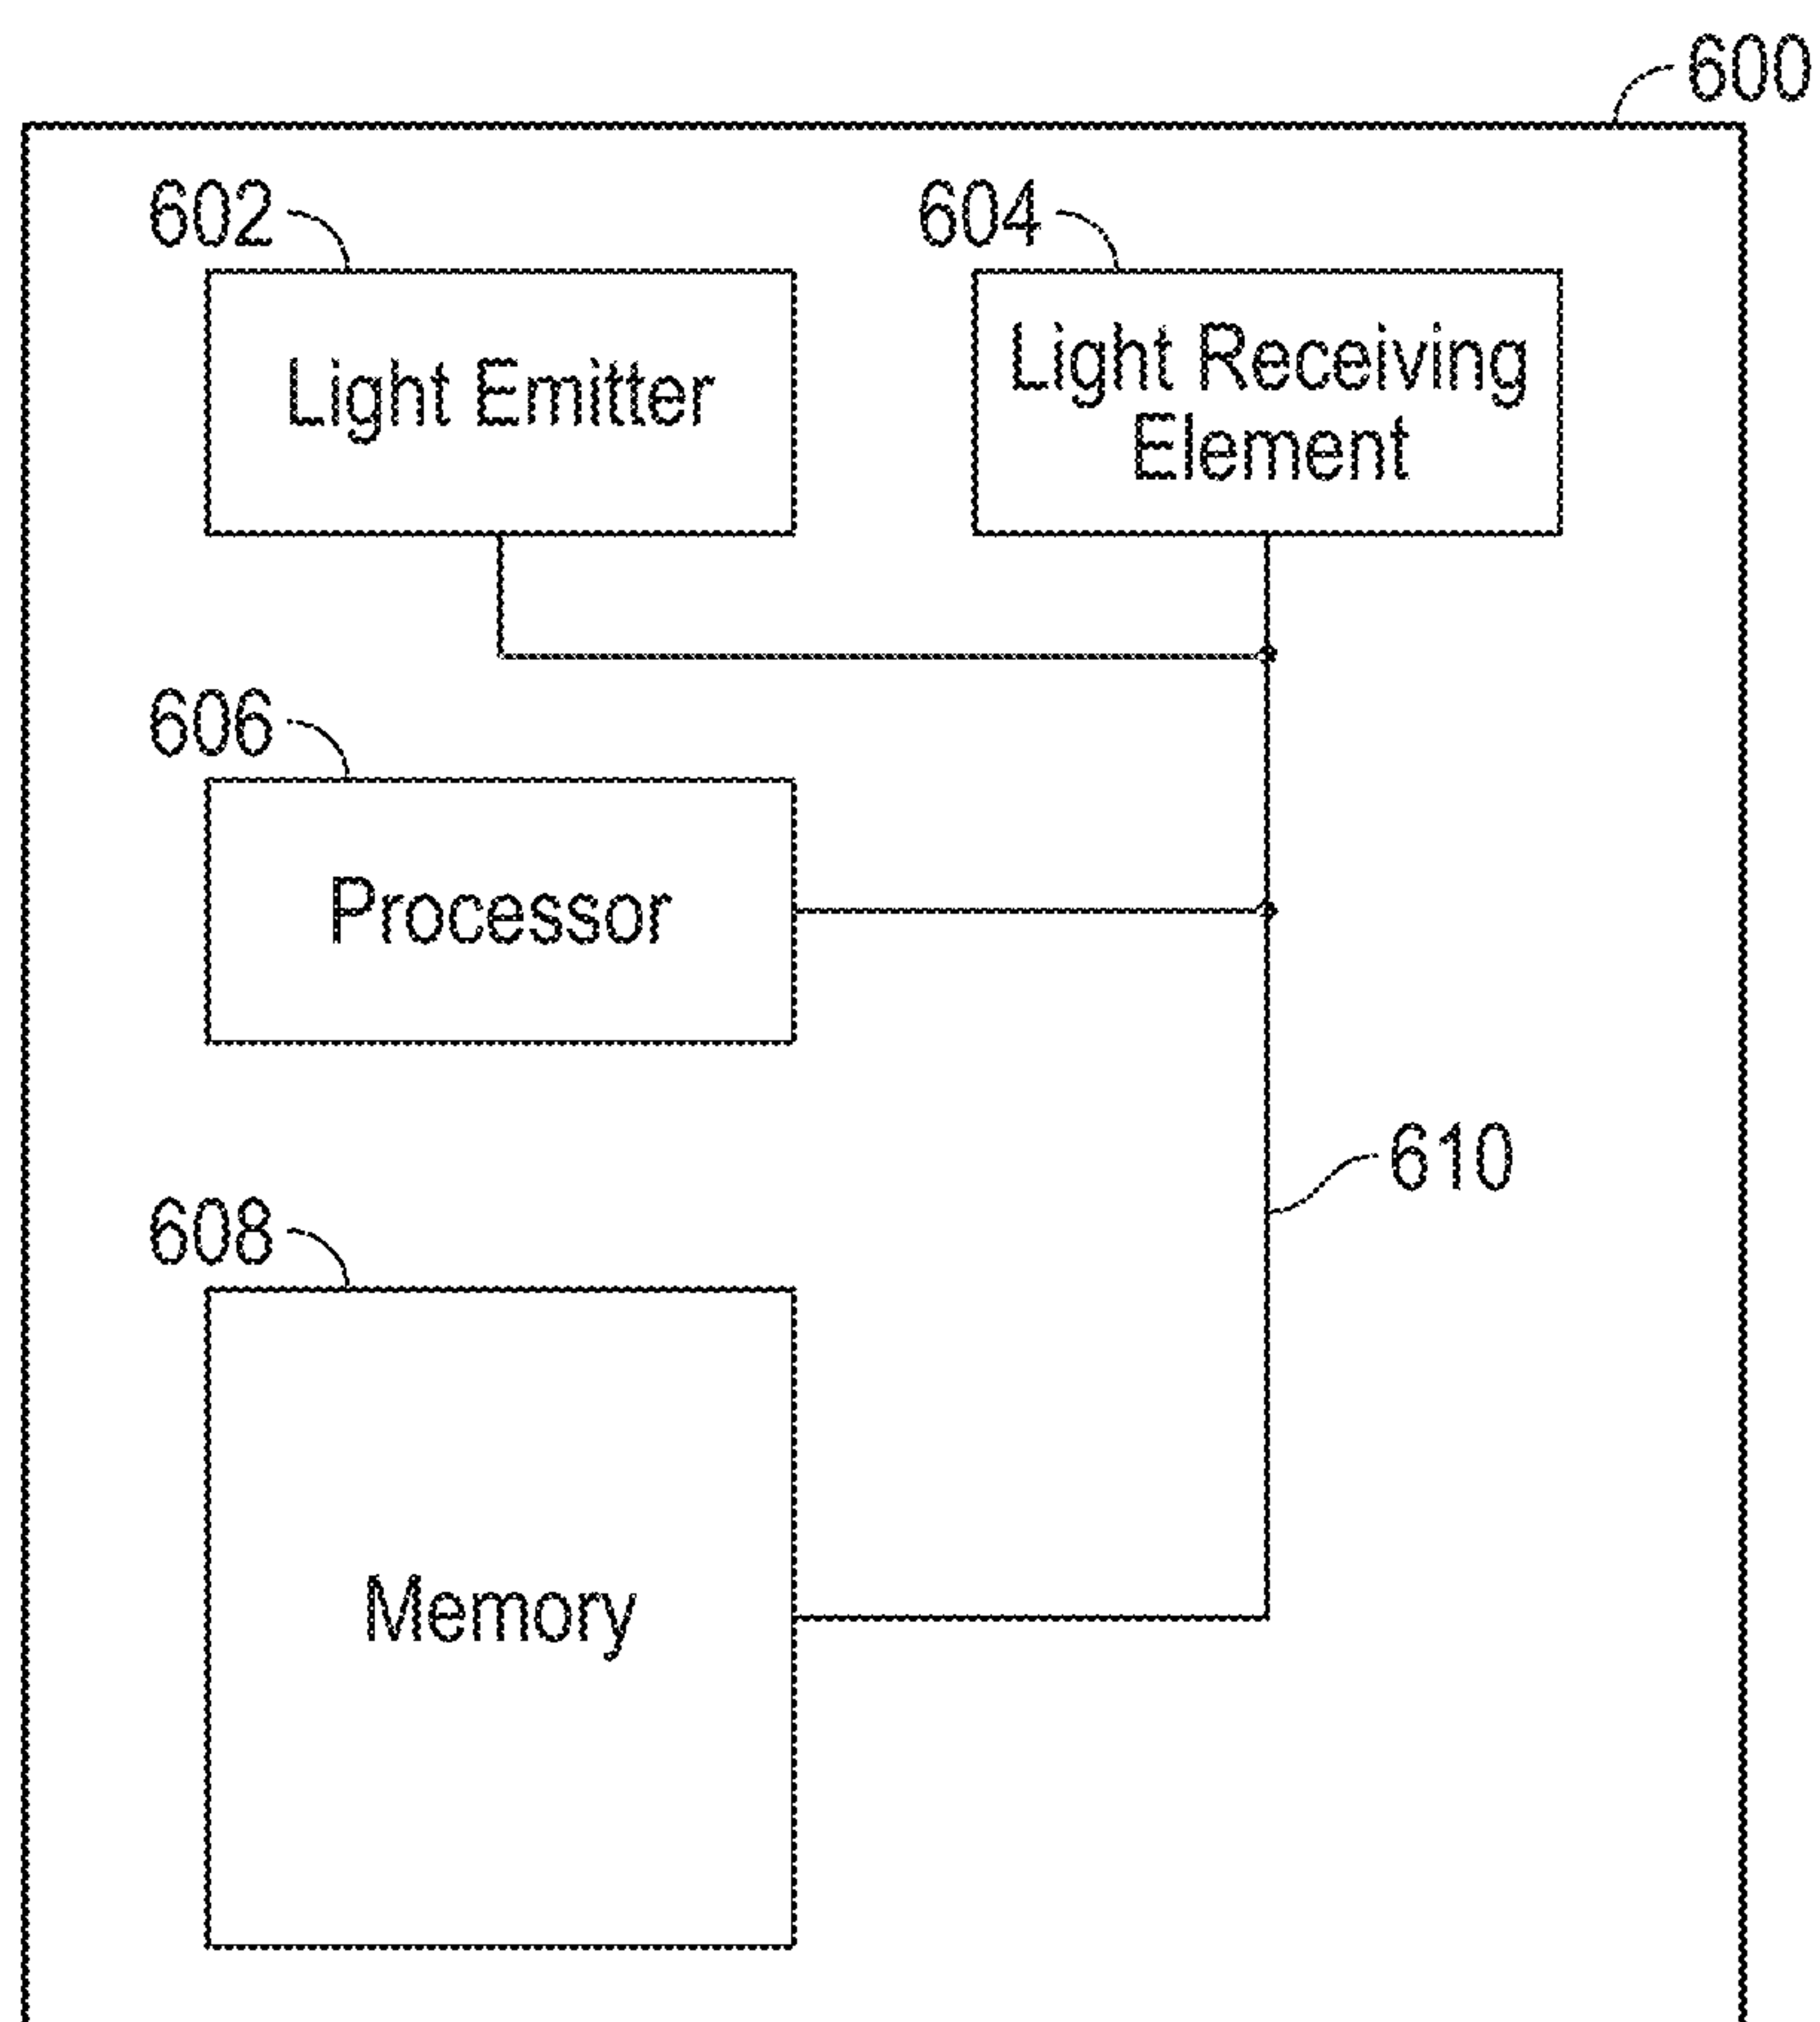 600
602
604
Light Emitter
Light Receiving
Element
606
Processor
610
608
Memory